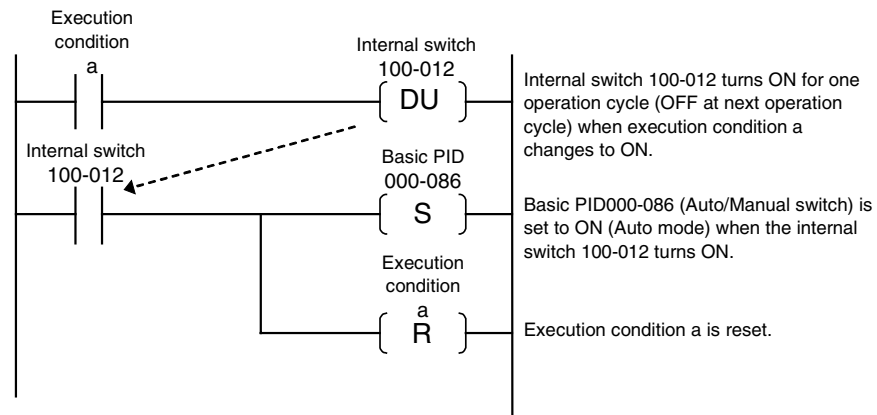 Execution
condition
a
Internal switch
100-012
DU
Internal switch 100-012 turns ON for one
operation cycle (OFF at next operation
cycle) when execution condition a
changes to ON.
Internal switch
100-012
Basic PID
000-086
S
Basic PID000-086 (Auto/Manual switch) is
set to ON (Auto mode) when the internal
switch 100-012 turns ON.
Execution
condition
a
R
Execution condition a is reset.